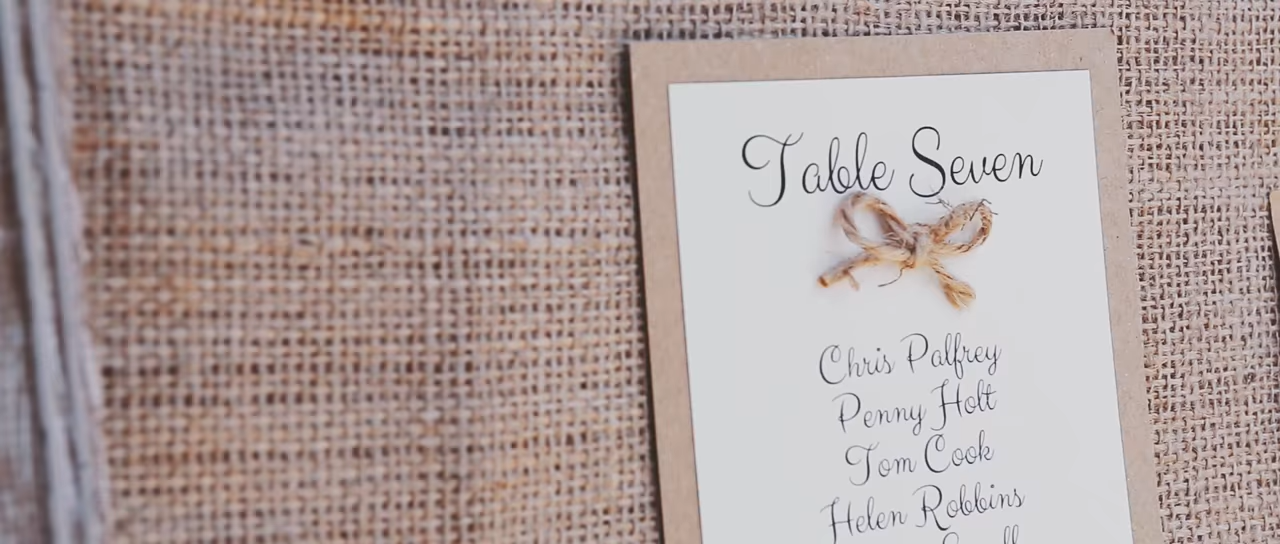 Table Seven
Chris Palfrey
Penny Holt
Tom Cook
Helen Robbins